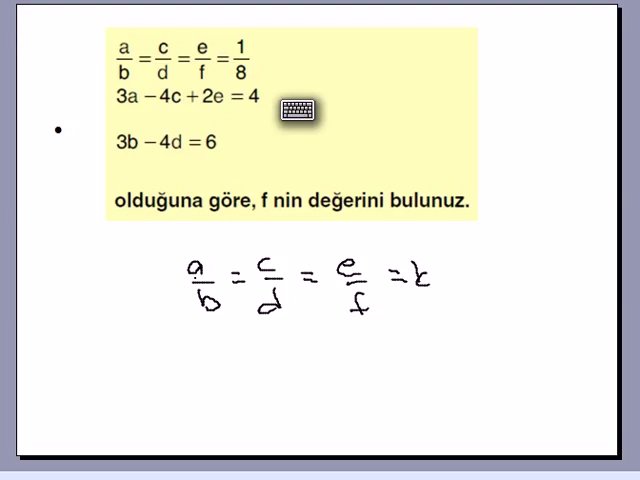 a/b = c/d = e/f = 1/8
3a − 4c + 2e = 4
3b − 4d = 6
olduğuna göre, f nin değerini bulunuz.
a/b = c/d = e/f = k